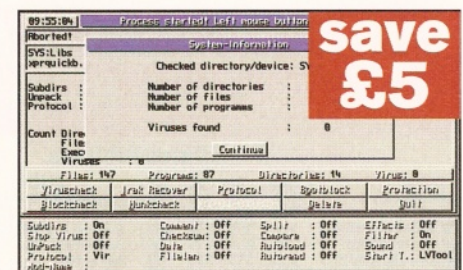 09:55:04 Process started! Left mouse button
Aborted!
System-Information
save
£5
SYS:Libs
xprquickb.
Checked directory/device: SY
Subdirs :
Unpack :
Protocol :
Number of directories :
Number of files :
Number of programms :
Viruses found : 0
Count Dire
File
Exec
Viruses : 0
Continue
Files: 147 Programs: 87 Directories: 14 Virus: 0
Viruscheck Trak Recover Protocol Bootblock Protection
Blockcheck Hunkcheck Delete Quit
Subdirs : On Comment : Off Split : Off Effects : Off
Stop Virus: Off Checksum: Off Compare : Off Filter : On
UnPack : Off Date : Off Autoload : Off Sound : Off
Protocol : Vir Filelen : Off Autoread : Off Start T.: LVTool